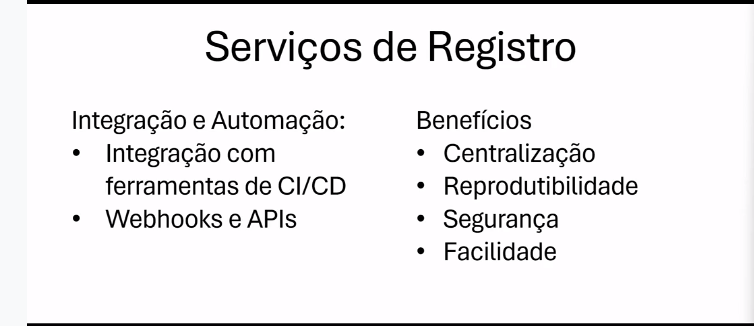 Serviços de Registro
Integração e Automação:
• Integração com
ferramentas de CI/CD
• Webhooks e APIs
Benefícios
• Centralização
• Reprodutibilidade
• Segurança
• Facilidade